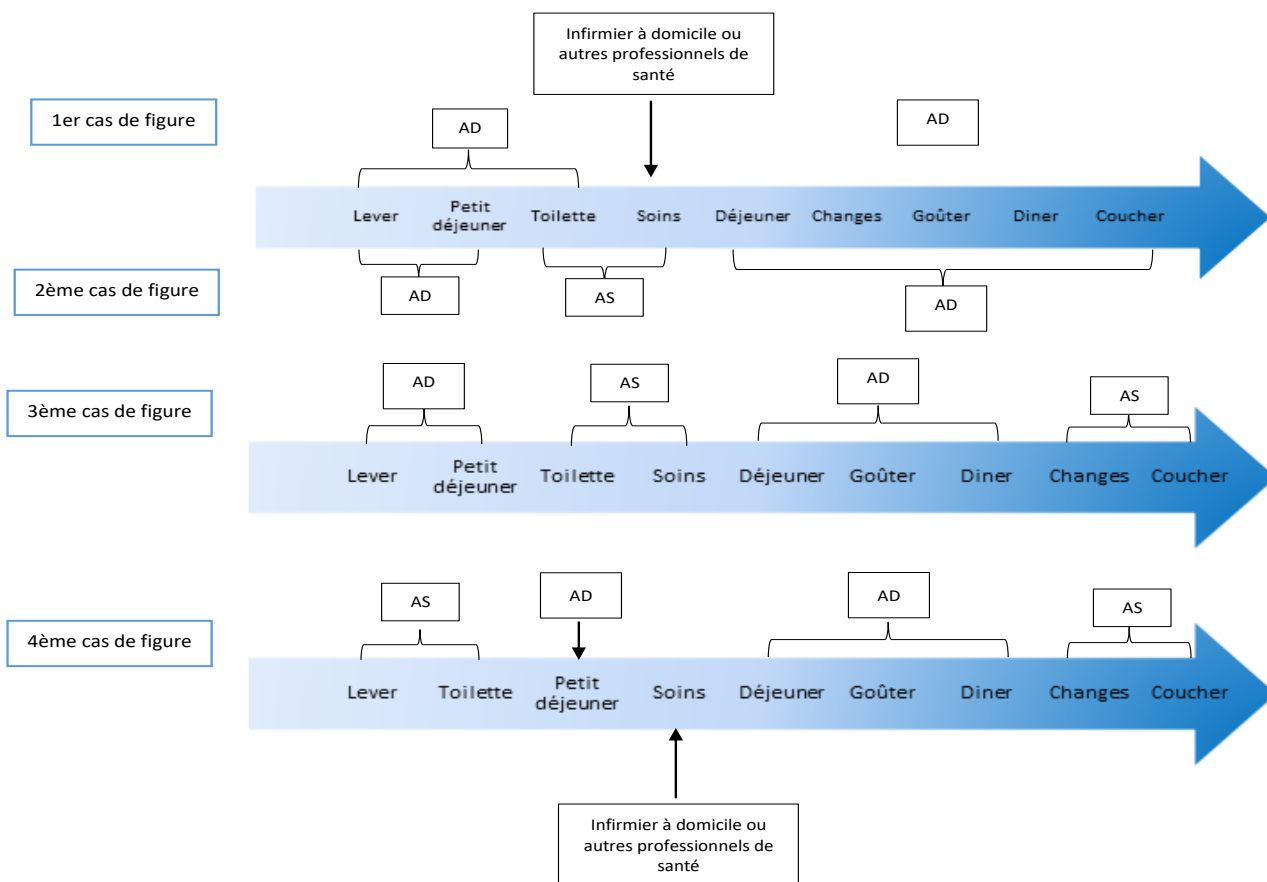 Infirmier à domicile ou
autres professionnels de
santé
1er cas de figure
AD
AD
Lever
Petit
déjeuner
Toilette
Soins
Déjeuner
Changes
Goûter
Diner
Coucher
2ème cas de figure
AD
AS
AD
3ème cas de figure
AD
AS
AD
AS
Lever
Petit
déjeuner
Toilette
Soins
Déjeuner
Goûter
Diner
Changes
Coucher
4ème cas de figure
AS
AD
AD
AS
Lever
Toilette
Petit
déjeuner
Soins
Déjeuner
Goûter
Diner
Changes
Coucher
Infirmier à domicile ou
autres professionnels de
santé